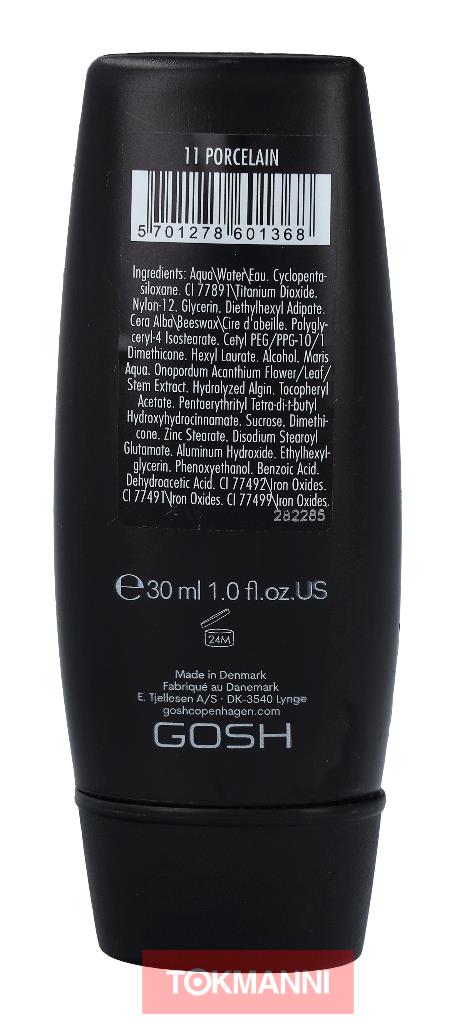 11 PORCELAIN
5 701278 601368
Ingredients: Aqua\Water\Eau. Cyclopenta-
siloxane. CI 77891\Titanium Dioxide.
Nylon-12. Glycerin. Diethylhexyl Adipate.
Cera Alba\Beeswax\Cire d'abeille. Polygly-
ceryl-4 Isostearate. Cetyl PEG/PPG-10/1
Dimethicone. Hexyl Laurate. Alcohol. Maris
Aqua. Onopordum Acanthium Flower/Leaf/
Stem Extract. Hydrolyzed Algin. Tocopheryl
Acetate. Pentaerythrityl Tetra-di-t-butyl
Hydroxyhydrocinnamate. Sucrose. Dimethi-
cone. Zinc Stearate. Disodium Stearoyl
Glutamate. Aluminum Hydroxide. Ethylhexyl-
glycerin. Phenoxyethanol. Benzoic Acid.
Dehydroacetic Acid. CI 77492\Iron Oxides.
CI 77491\Iron Oxides. CI 77499\Iron Oxides.
282285
℮30 ml 1.0 fl.oz.US
24M
Made in Denmark
Fabriqué au Danemark
E. Tjellesen A/S · DK-3540 Lynge
goshcopenhagen.com
GOSH
TOKMANNI